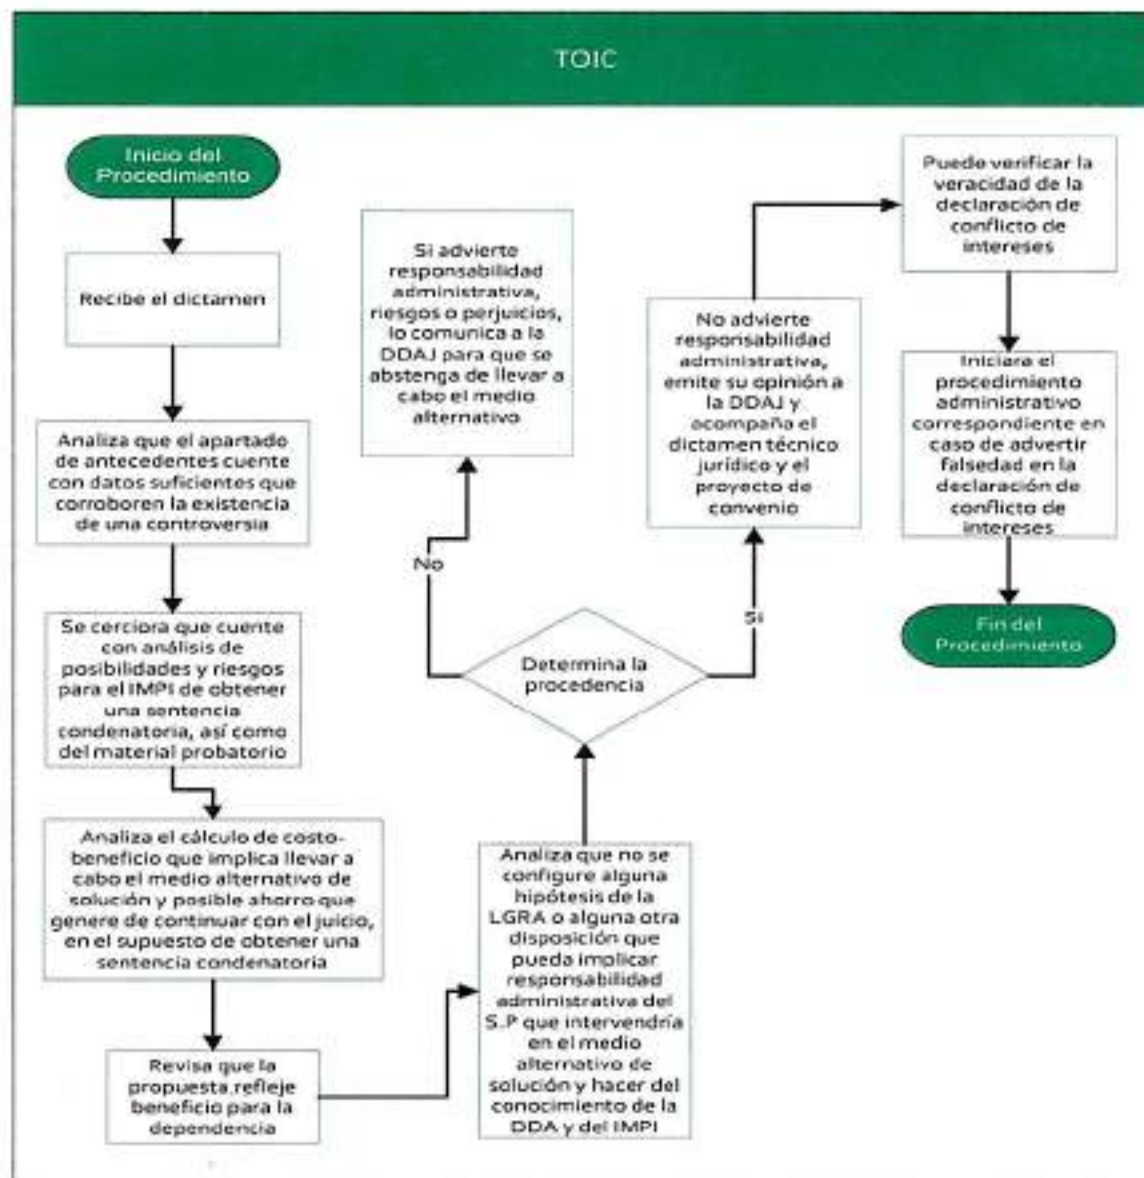 TOIC
Inicio del
Procedimiento
Recibe el dictamen
Analiza que el apartado
de antecedentes cuente
con datos suficientes que
corroboren la existencia
de una controversia
Se cerciora que cuente
con análisis de
posibilidades y riesgos
para el IMPI de obtener
una sentencia
condenatoria, así como
del material probatorio
Analiza el cálculo de costo-
beneficio que implica llevar a
cabo el medio alternativo de
solución y posible ahorro que
genere de continuar con el juicio,
en el supuesto de obtener una
sentencia condenatoria
Revisa que la
propuesta.refleje
beneficio para la
dependencia
Analiza que no se
configure alguna
hipótesis de la
LGRA o alguna otra
disposición que
pueda implicar
responsabilidad
administrativa del
S.P que intervendría
en el medio
alternativo de
solución y hacer del
conocimiento de la
DDA y del IMPI
Determina la
procedencia
No
Si advierte
responsabilidad
administrativa,
riesgos o perjuicios,
lo comunica a la
DDAJ para que se
abstenga de llevar a
cabo el medio
alternativo
Si
No advierte
responsabilidad
administrativa,
emite su opinión a
la DDAJ y
acompaña el
dictamen técnico
jurídico y el
proyecto de
convenio
Puede verificar la
veracidad de la
declaración de
conflicto de
intereses
Iniciara el
procedimiento
administrativo
correspondiente en
caso de advertir
falsedad en la
declaración de
conflicto de
intereses
Fin del
Procedimiento